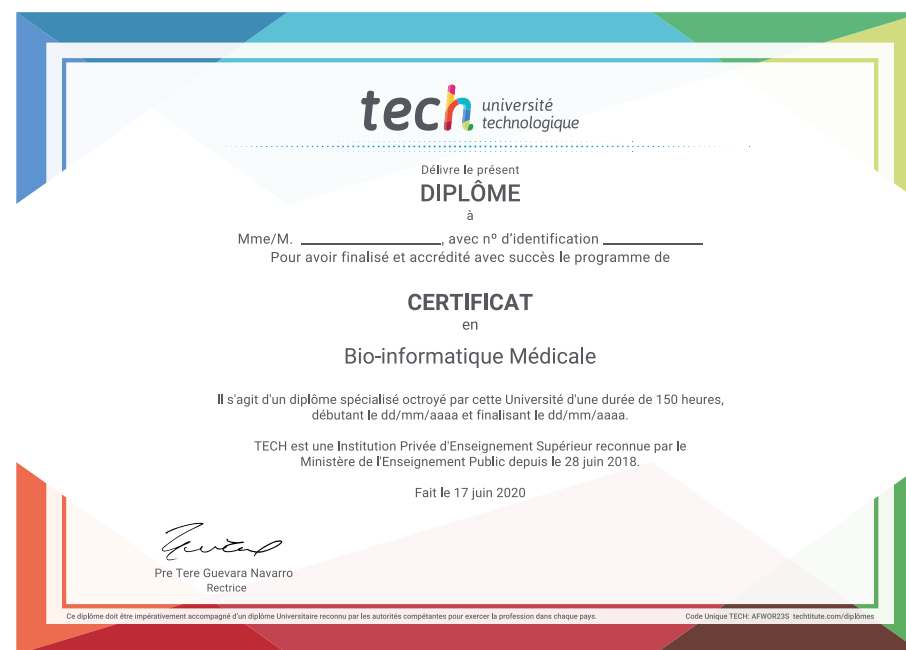 tech université
technologique
Délivre le présent
DIPLÔME
à
Mme/M. ____________________, avec nº d'identification ______________
Pour avoir finalisé et accrédité avec succès le programme de
CERTIFICAT
en
Bio-informatique Médicale
Il s'agit d'un diplôme spécialisé octroyé par cette Université d'une durée de 150 heures,
débutant le dd/mm/aaaa et finalisant le dd/mm/aaaa.
TECH est une Institution Privée d'Enseignement Supérieur reconnue par le
Ministère de l'Enseignement Public depuis le 28 juin 2018.
Fait le 17 juin 2020
Pre Tere Guevara Navarro
Rectrice
Ce diplôme doit être impérativement accompagné d'un diplôme Universitaire reconnu par les autorités compétantes pour exercer la profession dans chaque pays.
Code Unique TECH: AFWOR23S techtitute.com/diplômes